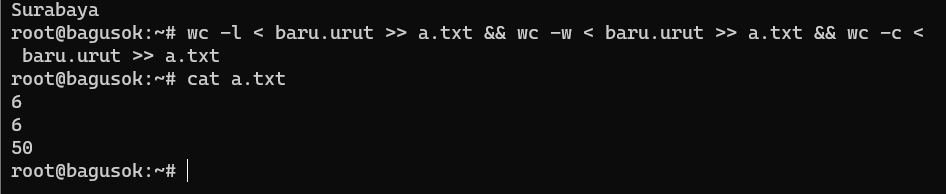 Surabaya
root@bagusok:~# wc -l < baru.urut >> a.txt && wc -w < baru.urut >> a.txt && wc -c <
 baru.urut >> a.txt
root@bagusok:~# cat a.txt
6
6
50
root@bagusok:~#